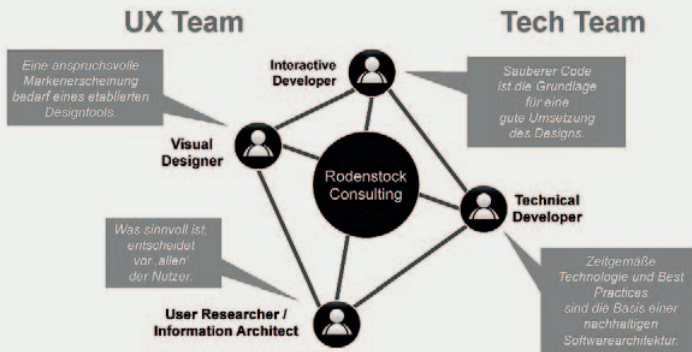 UX Team
Tech Team
Eine anspruchsvolle
Markenerscheinung
bedarf eines etablierten
Designtools.
Interactive
Developer
Sauberer Code
ist die Grundlage
für eine
gute Umsetzung
des Designs.
Visual
Designer
Rodenstock
Consulting
Technical
Developer
Was sinnvoll ist,
entscheidet
vor ‚allen‘
der Nutzer.
Zeitgemäße
Technologie und Best
Practices
sind die Basis einer
nachhaltigen
Softwarearchitektur.
User Researcher /
Information Architect